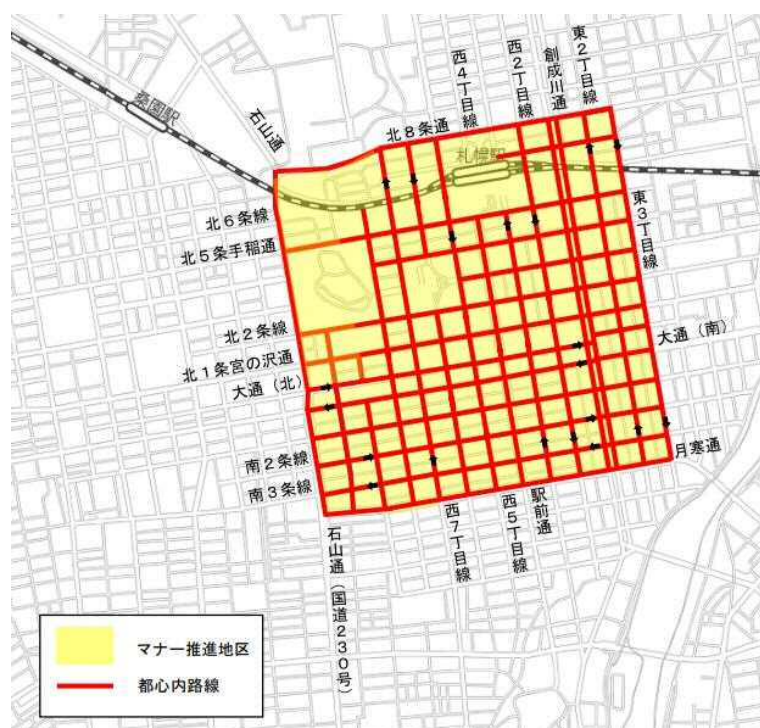 桑園駅
石山通
北8条通
西4丁目線
西2丁目線
創成川通
東2丁目線
札幌駅
北6条線
北5条手稲通
東3丁目線
北2条線
北1条宮の沢通
大通（北）
大通（南）
南2条線
南3条線
月寒通
石山通（国道230号）
西7丁目線
西5丁目線
駅前通
マナー推進地区
都心内路線